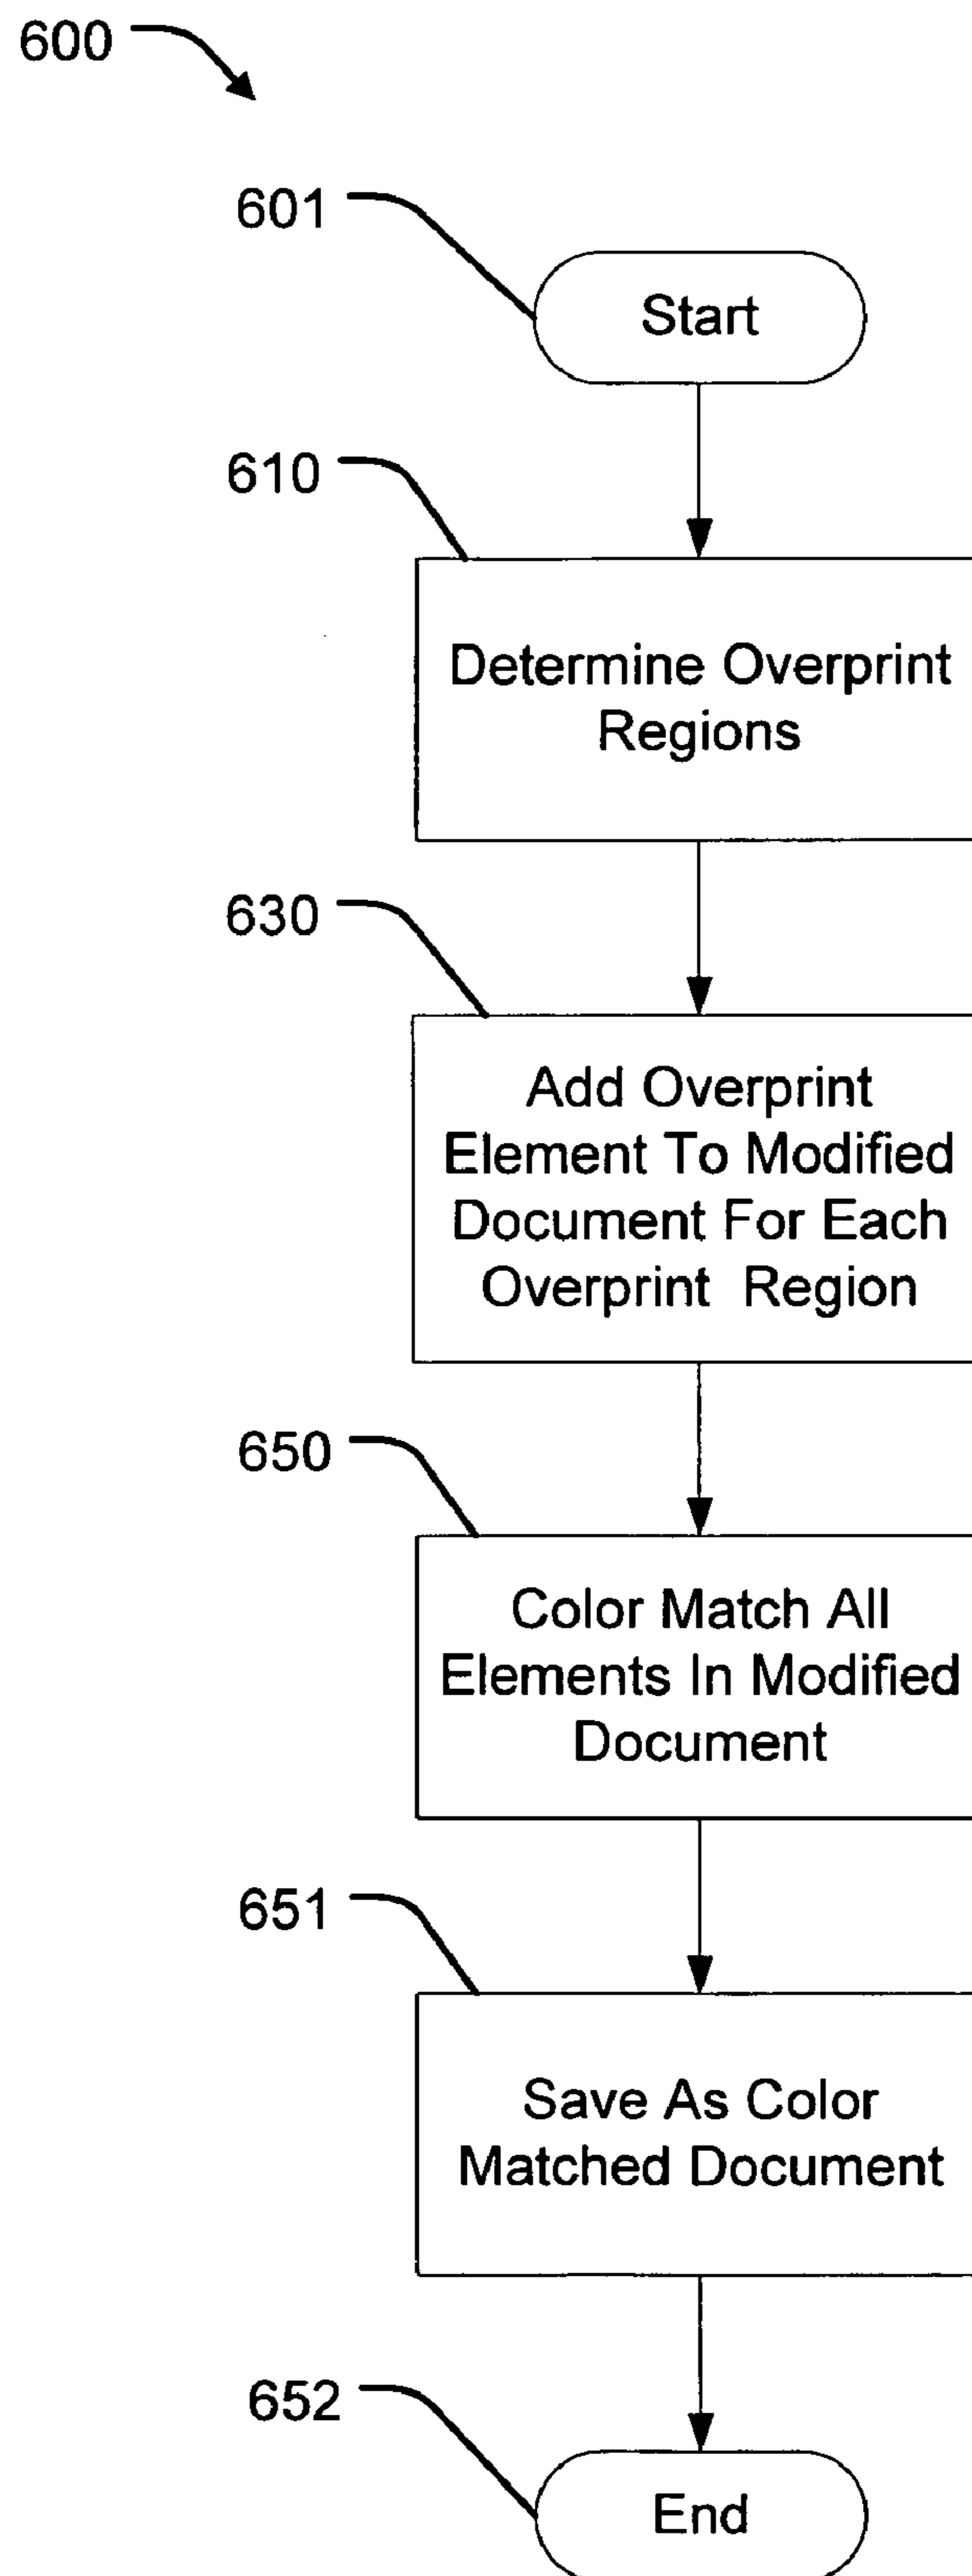 600
601
Start
610
Determine Overprint
Regions
630
Add Overprint
Element To Modified
Document For Each
Overprint Region
650
Color Match All
Elements In Modified
Document
651
Save As Color
Matched Document
652
End